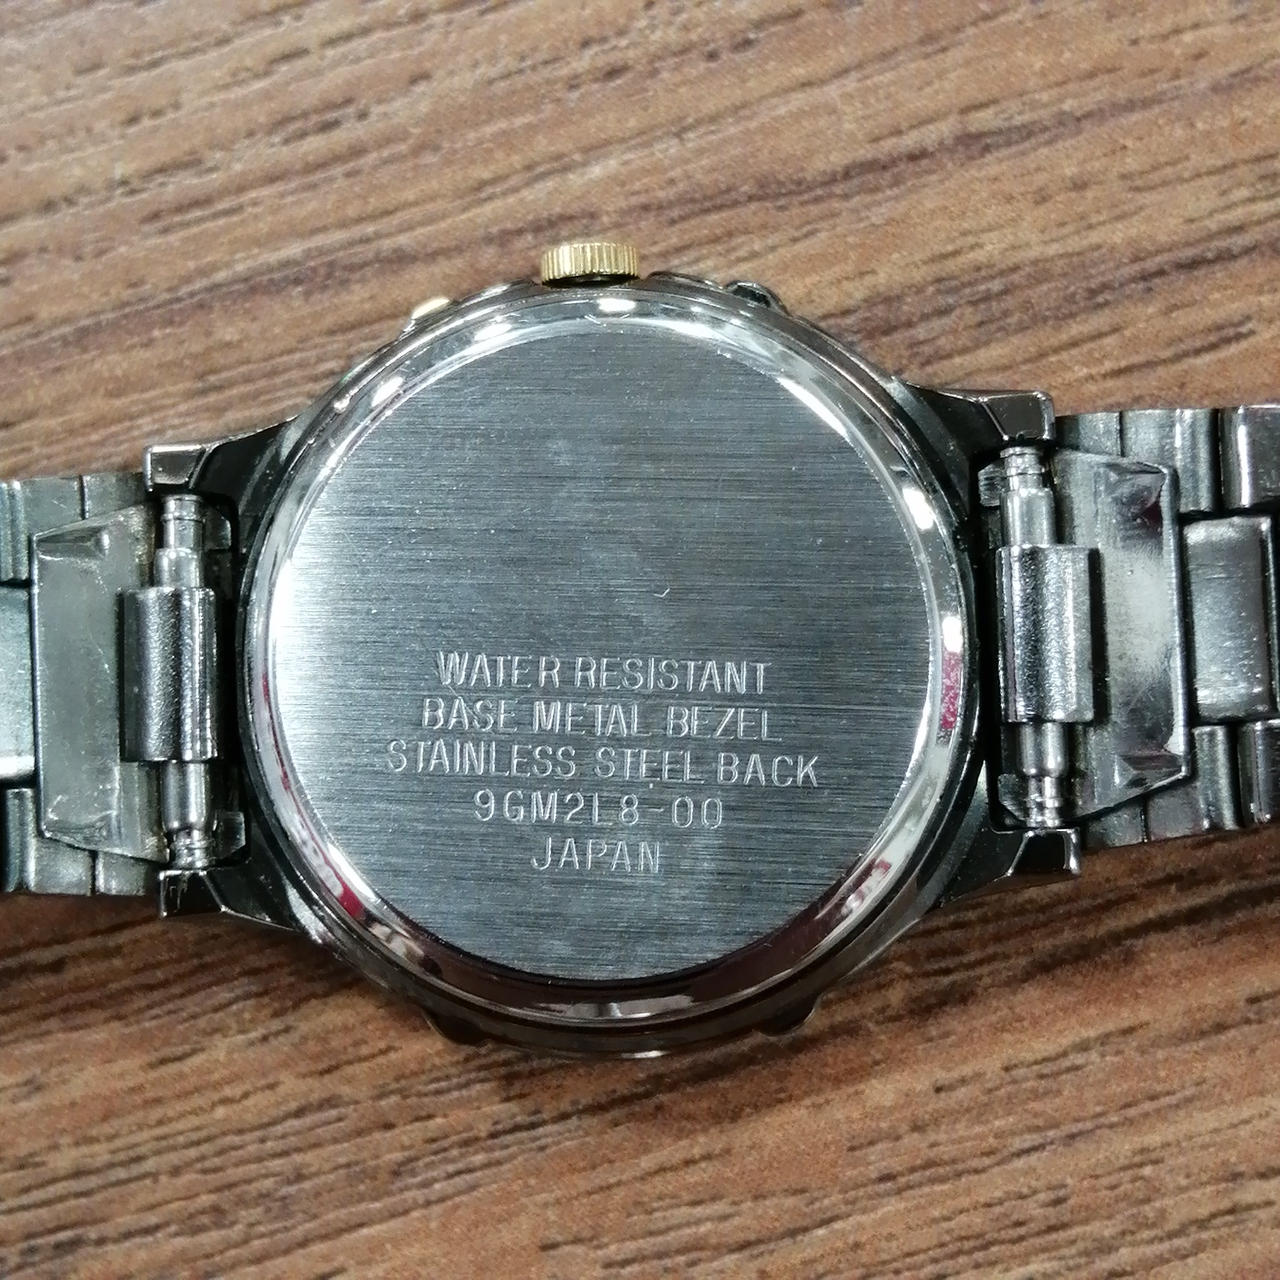 WATER RESISTANT
BASE METAL BEZEL
STAINLESS STEEL BACK
9GM2L8-00
JAPAN